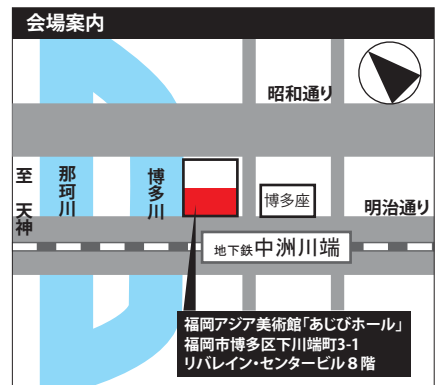 会場案内
昭和通り
至 天神
那珂川
博多川
博多座
明治通り
地下鉄中洲川端
福岡アジア美術館「あじびホール」
福岡市博多区下川端町3-1
リバレイン・センタービル8階